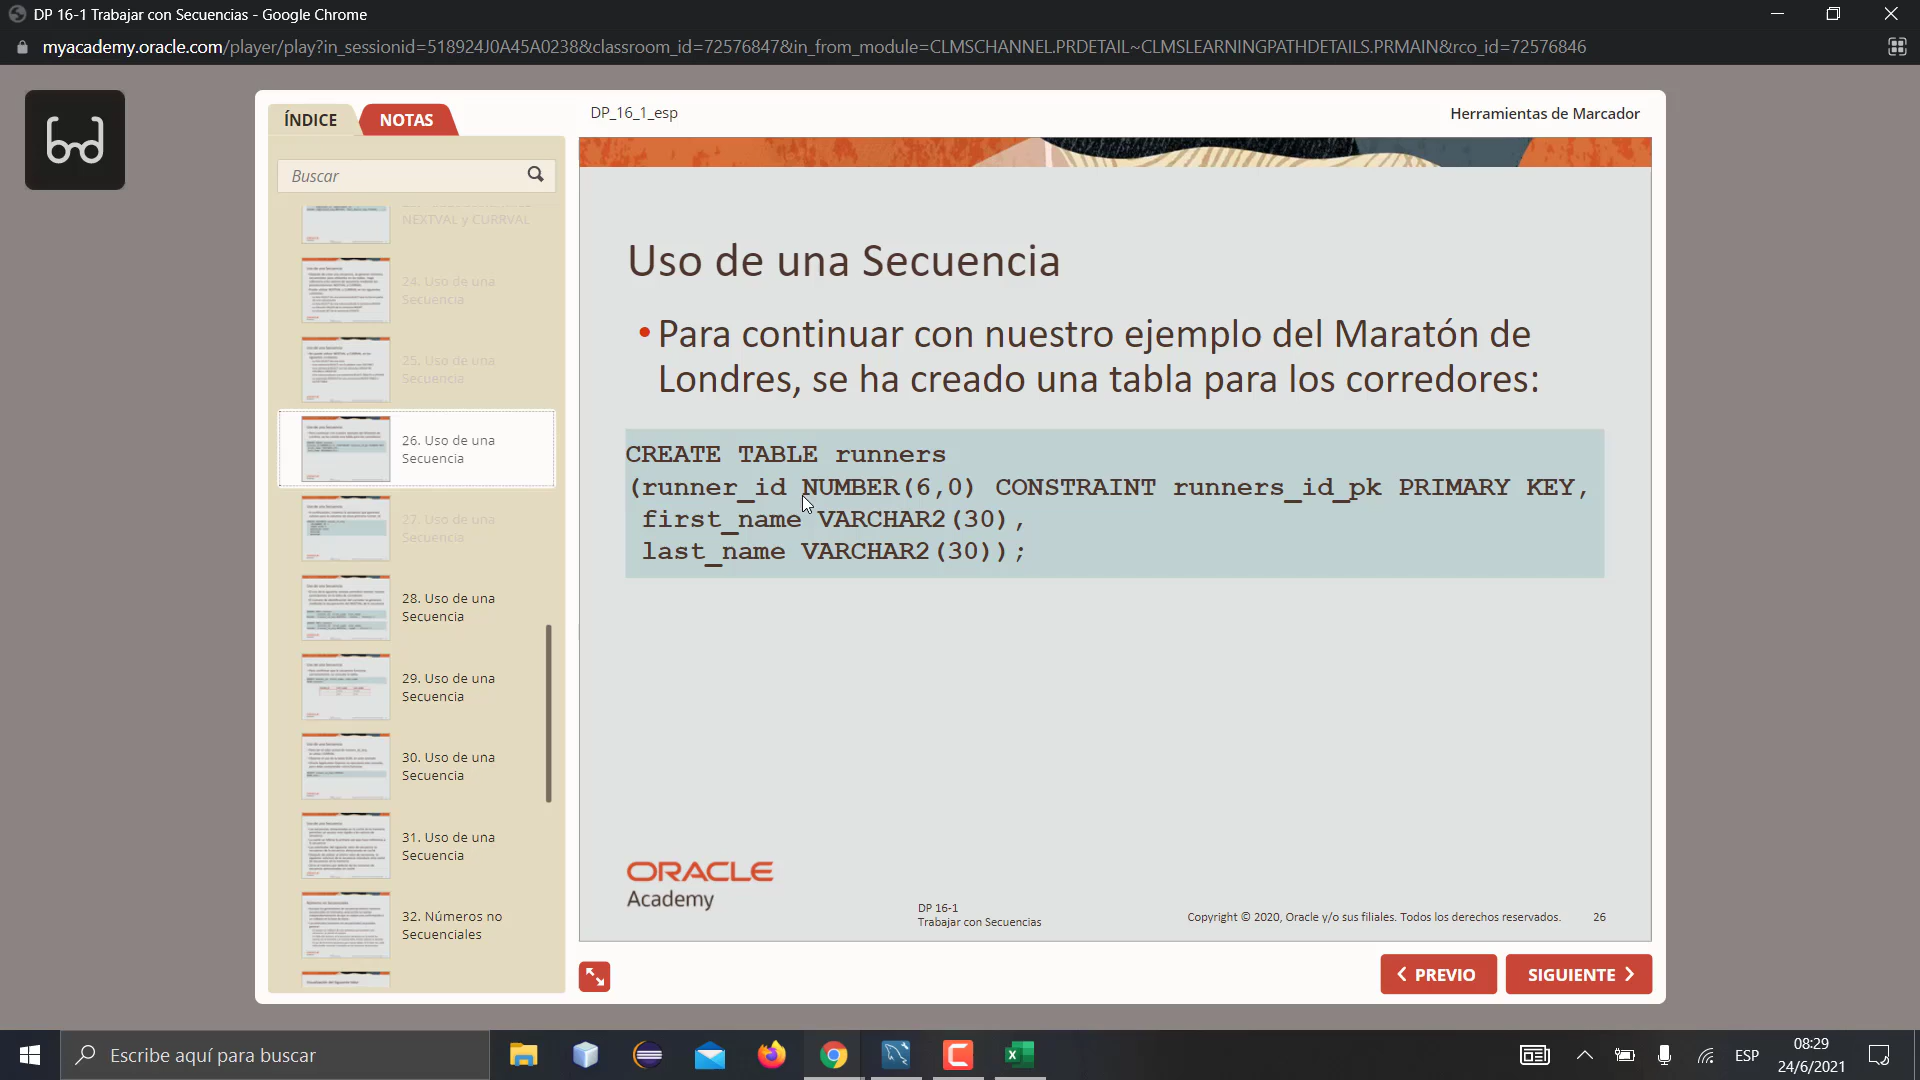 DP 16-1 Trabajar con Secuencias - Google Chrome
myacademy.oracle.com/player/play?in_sessionid=518924J0A45A0238&classroom_id=72576847&in_from_module=CLMSCHANNEL.PRDETAIL~CLMSLEARNINGPATHDETAILS.PRMAIN&rco_id=72576846
ÍNDICE
NOTAS
DP_16_1_esp
Herramientas de Marcador
Buscar
NEXTVAL y CURRVAL
24. Uso de una
Secuencia
25. Uso de una
Secuencia
26. Uso de una
Secuencia
27. Uso de una
Secuencia
28. Uso de una
Secuencia
29. Uso de una
Secuencia
30. Uso de una
Secuencia
31. Uso de una
Secuencia
32. Números no
Secuenciales
Uso de una Secuencia
• Para continuar con nuestro ejemplo del Maratón de
Londres, se ha creado una tabla para los corredores:
CREATE TABLE runners
(runner_id NUMBER(6,0) CONSTRAINT runners_id_pk PRIMARY KEY,
first_name VARCHAR2(30),
last_name VARCHAR2(30));
ORACLE
Academy
DP 16-1
Trabajar con Secuencias
Copyright © 2020, Oracle y/o sus filiales. Todos los derechos reservados.
26
PREVIO
SIGUIENTE
Escribe aquí para buscar
ESP
08:29
24/6/2021